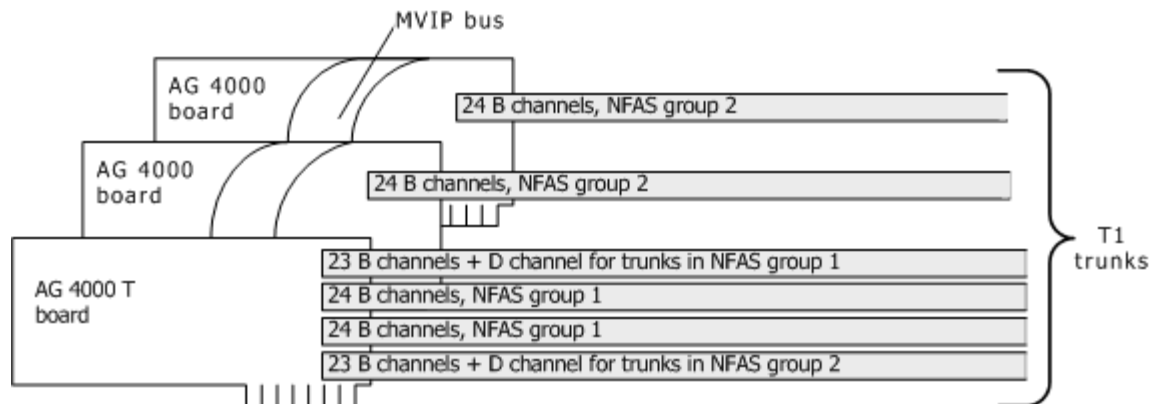 MVIP bus
AG 4000
board
24 B channels, NFAS group 2
AG 4000
board
24 B channels, NFAS group 2
AG 4000 T
board
23 B channels + D channel for trunks in NFAS group 1
24 B channels, NFAS group 1
24 B channels, NFAS group 1
23 B channels + D channel for trunks in NFAS group 2
T1
trunks